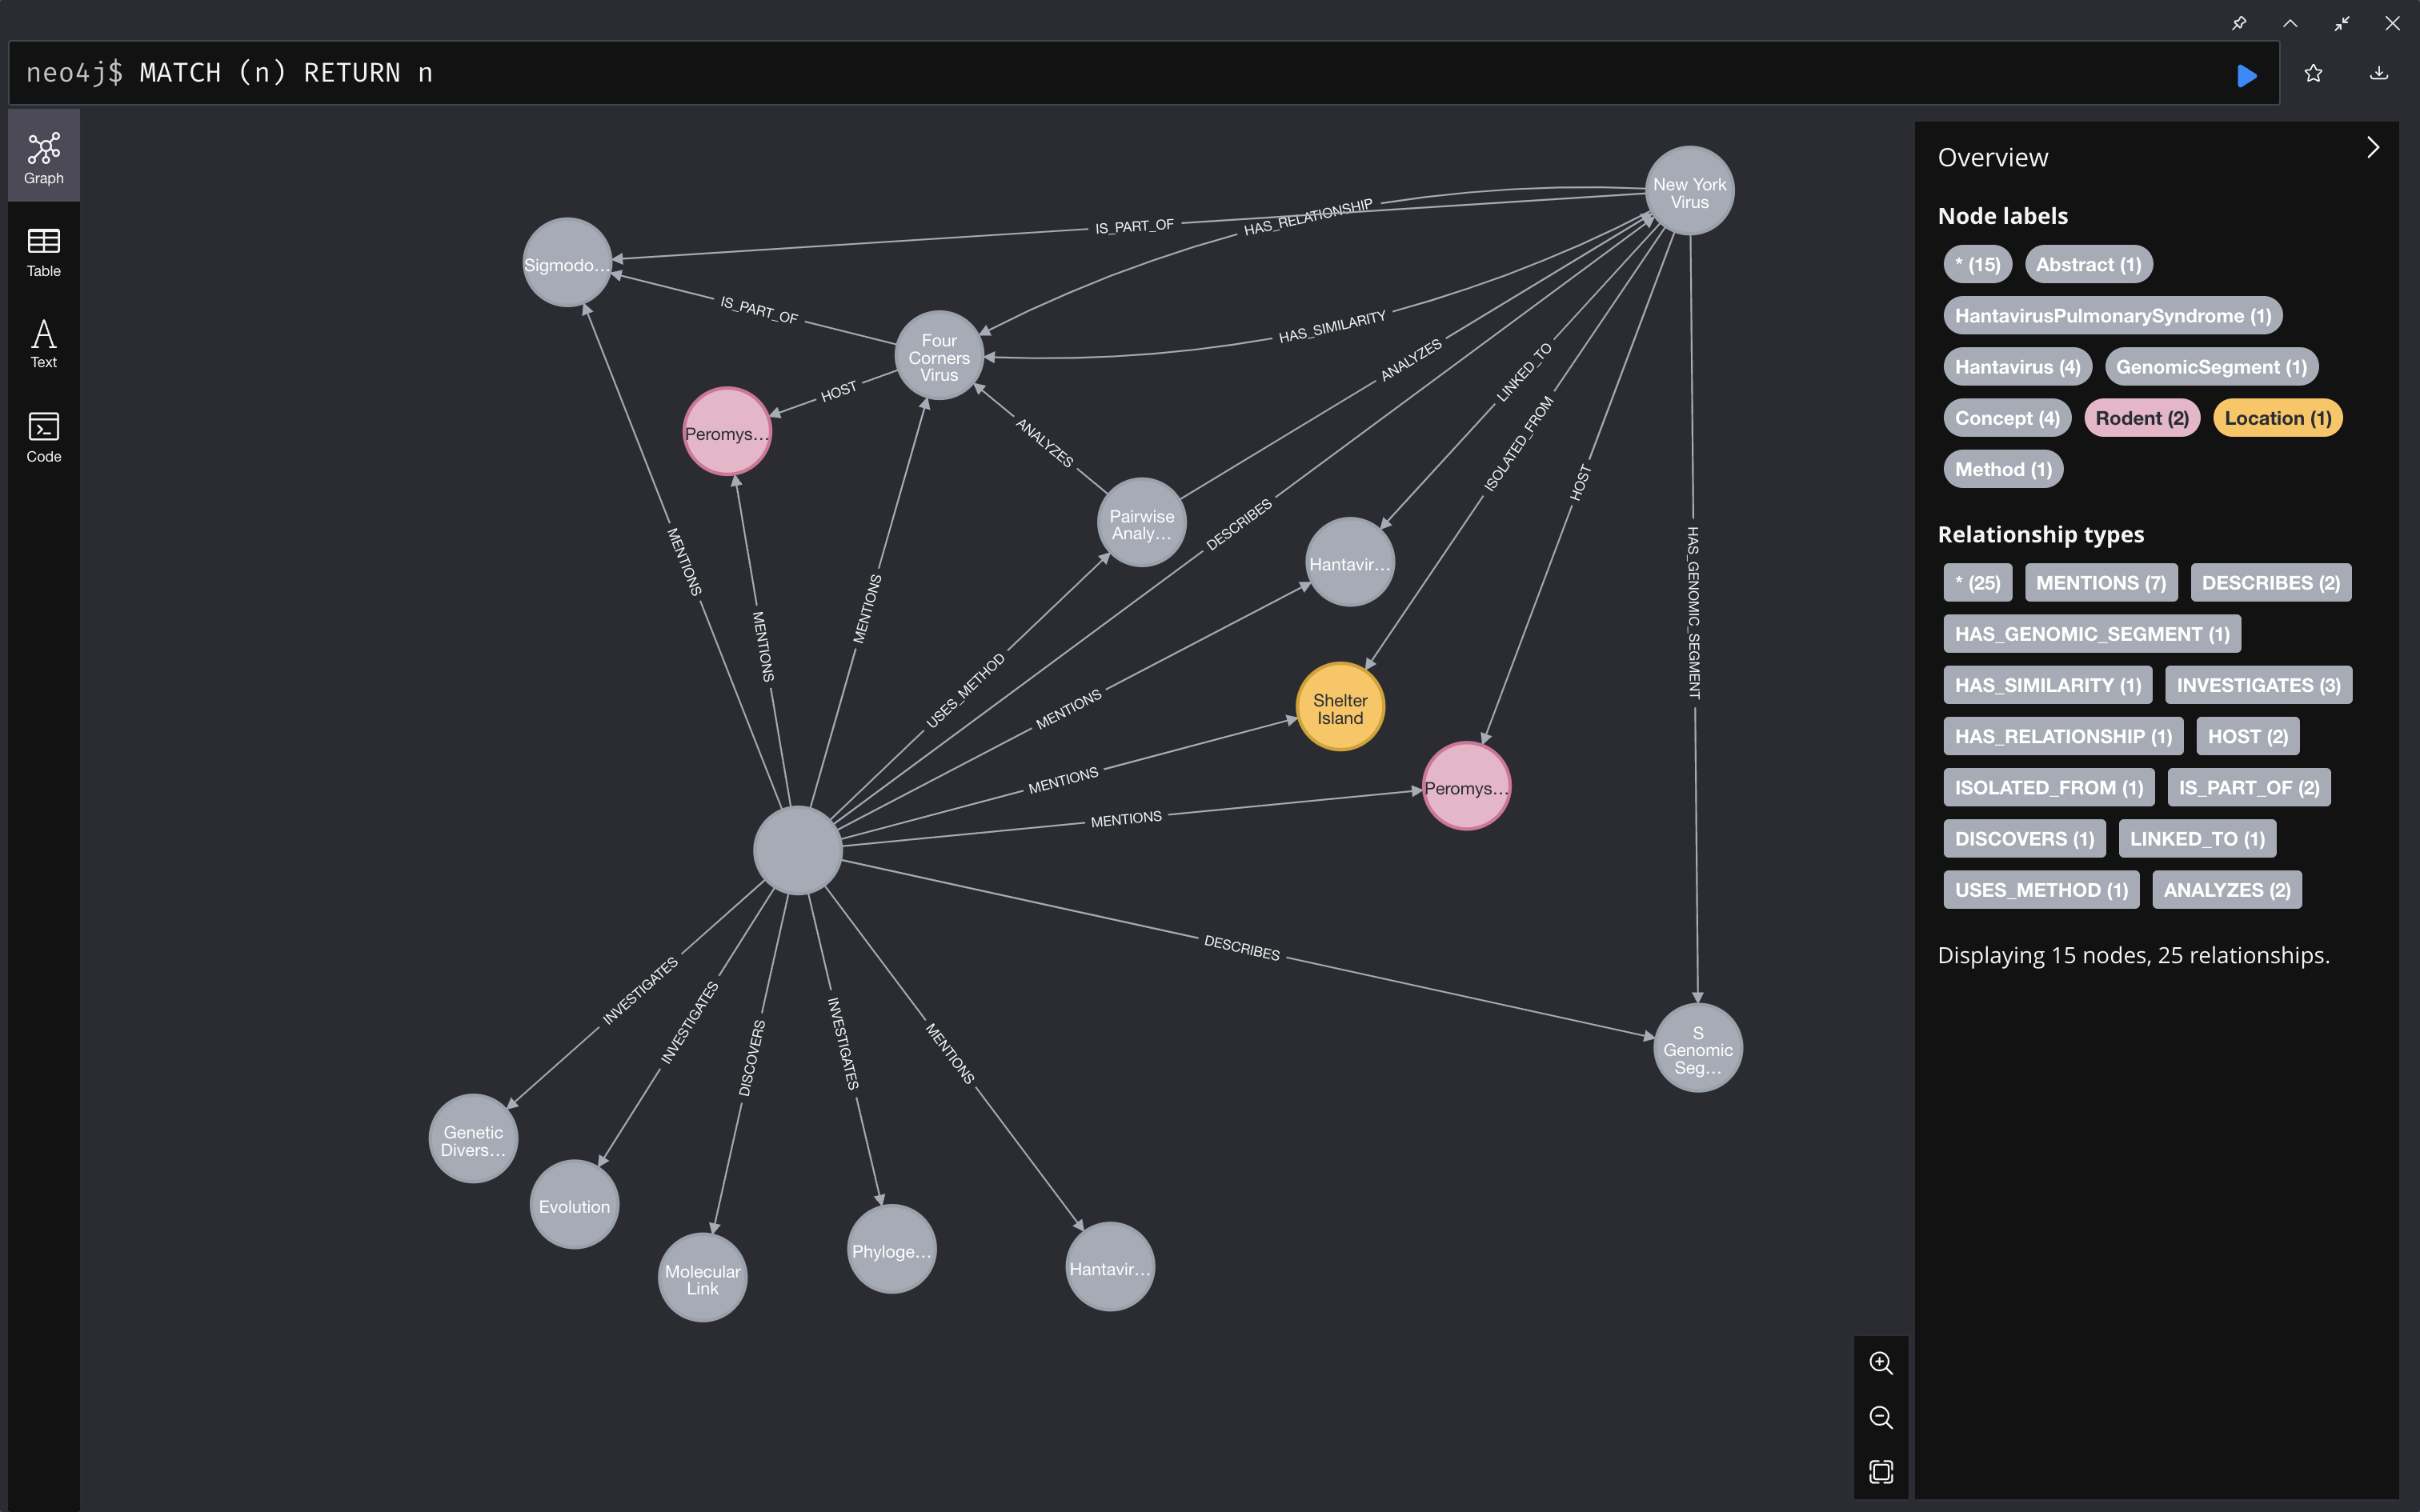 neo4j$ MATCH (n) RETURN n
Graph
Table
Text
Code
New York
Virus
HAS_RELATIONSHIP
IS_PART_OF
Sigmodo...
IS_PART_OF
HAS_SIMILARITY
Four
Corners
Virus
ANALYZES
LINKED_TO
HOST
Peromys...
ISOLATED_FROM
ANALYZES
HOST
Pairwise
Analy...
DESCRIBES
MENTIONS
Hantavir...
HAS_GENOMIC_SEGMENT
MENTIONS
MENTIONS
USES_METHOD
MENTIONS
Shelter
Island
MENTIONS
Peromys...
MENTIONS
DESCRIBES
INVESTIGATES
INVESTIGATES
DISCOVERS
INVESTIGATES
MENTIONS
S
Genomic
Seg...
Genetic
Divers...
Evolution
Molecular
Link
Phyloge...
Hantavir...
Overview
Node labels
* (15) Abstract (1)
HantavirusPulmonarySyndrome (1)
Hantavirus (4) GenomicSegment (1)
Concept (4) Rodent (2) Location (1)
Method (1)
Relationship types
* (25) MENTIONS (7) DESCRIBES (2)
HAS_GENOMIC_SEGMENT (1)
HAS_SIMILARITY (1) INVESTIGATES (3)
HAS_RELATIONSHIP (1) HOST (2)
ISOLATED_FROM (1) IS_PART_OF (2)
DISCOVERS (1) LINKED_TO (1)
USES_METHOD (1) ANALYZES (2)
Displaying 15 nodes, 25 relationships.